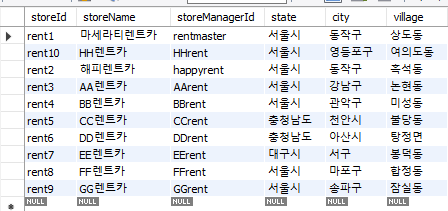 storeId storeName storeManagerId state city village
rent1 마세라티렌트카 rentmaster 서울시 동작구 상도동
rent10 HH렌트카 HHrent 서울시 영등포구 여의도동
rent2 해피렌트카 happyrent 서울시 동작구 흑석동
rent3 AA렌트카 AArent 서울시 강남구 논현동
rent4 BB렌트카 BBrent 서울시 관악구 미성동
rent5 CC렌트카 CCrent 충청남도 천안시 불당동
rent6 DD렌트카 DDrent 충청남도 아산시 탕정면
rent7 EE렌트카 EErent 대구시 서구 봉덕동
rent8 FF렌트카 FFrent 서울시 마포구 합정동
rent9 GG렌트카 GGrent 서울시 송파구 잠실동
NULL NULL NULL NULL NULL NULL